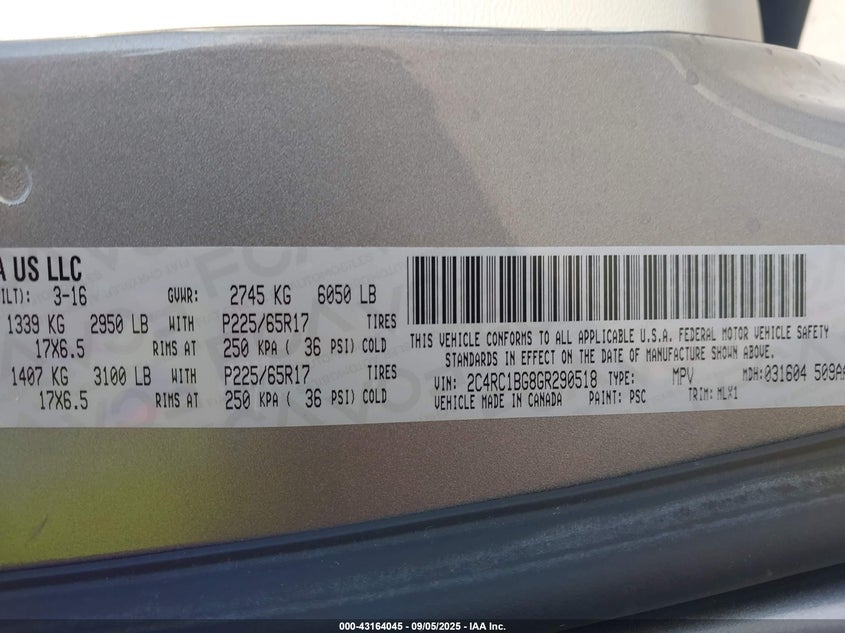 A US LLC
ILT): 3-16 GVWR: 2745 KG 6050 LB
1339 KG 2950 LB WITH P225/65R17 TIRES
17X6.5 RIMS AT 250 KPA ( 36 PSI) COLD
1407 KG 3100 LB WITH P225/65R17 TIRES
17X6.5 RIMS AT 250 KPA ( 36 PSI) COLD
THIS VEHICLE CONFORMS TO ALL APPLICABLE U.S.A. FEDERAL MOTOR VEHICLE SAFETY
STANDARDS IN EFFECT ON THE DATE OF MANUFACTURE SHOWN ABOVE.
VIN: 2C4RC1BG8GR290518 TYPE: MPV MDH: 031604 509AA
VEHICLE MADE IN CANADA PAINT: PSC TRIM: MLX1
000-43164045 - 09/05/2025 - IAA Inc.